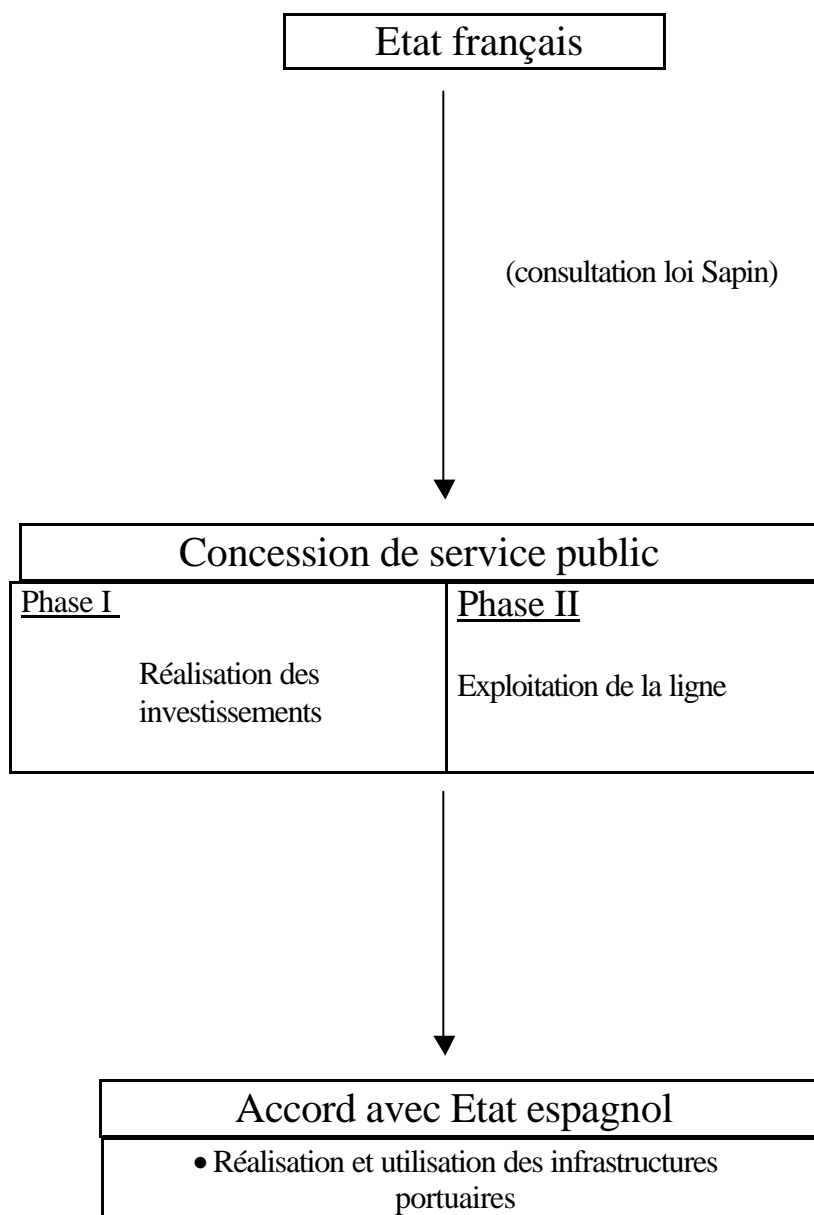 Etat français
(consultation loi Sapin)
Concession de service public
Phase I
Réalisation des
investissements
Phase II
Exploitation de la ligne
Accord avec Etat espagnol
• Réalisation et utilisation des infrastructures
portuaires